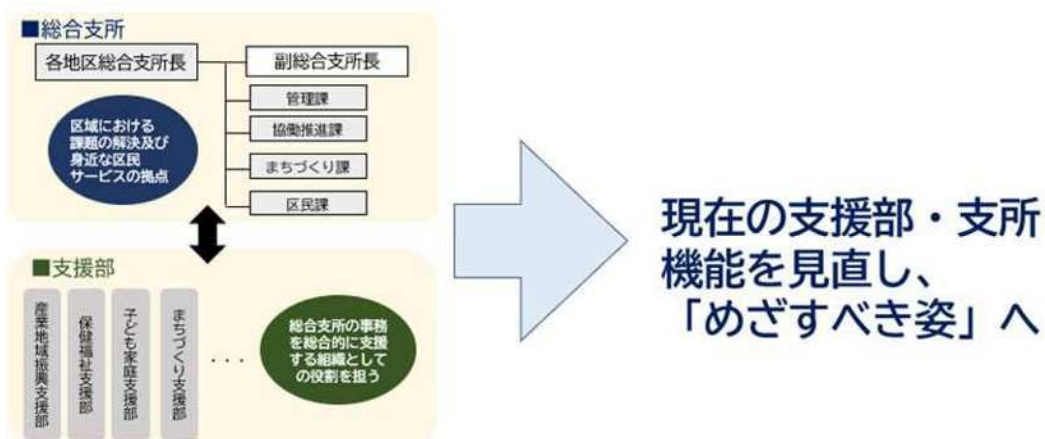 ■総合支所
各地区総合支所長
副総合支所長
管理課
協働推進課
まちづくり課
区民課
区域における
課題の解決及び
身近な区民
サービスの拠点
■支援部
産業地域振興支援部
保健福祉支援部
子ども家庭支援部
まちづくり支援部
・・・
総合支所の事務
を総合的に支援
する組織として
の役割を担う
現在の支援部・支所
機能を見直し、
「めざすべき姿」へ